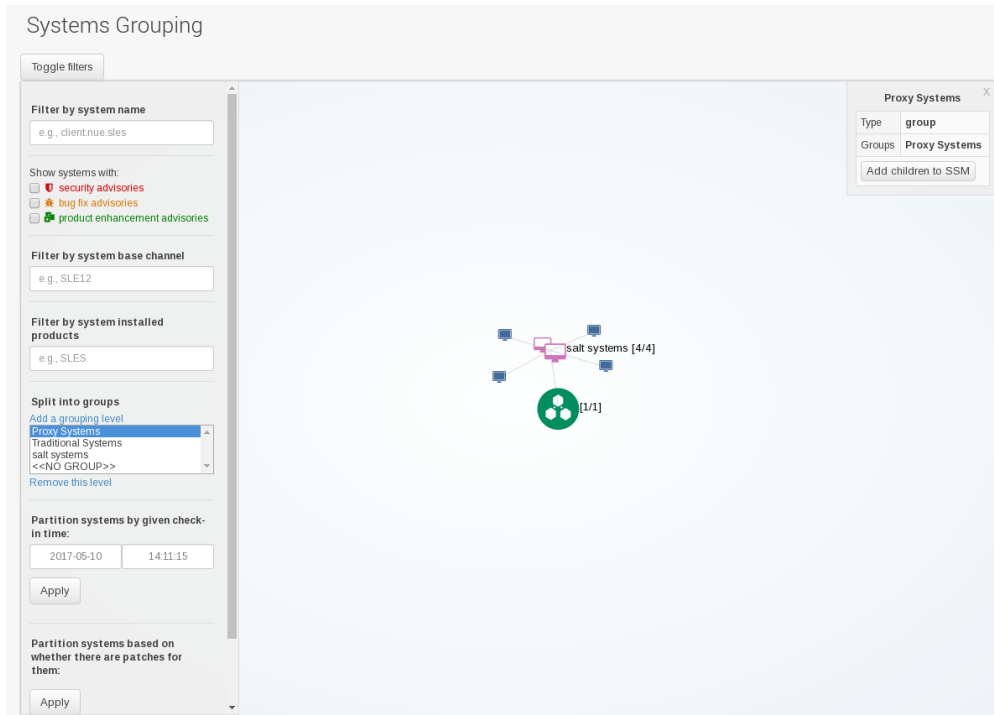 Systems Grouping
Toggle filters
Filter by system name
e.g., client.nue.sles
Show systems with:
security advisories
bug fix advisories
product enhancement advisories
Filter by system base channel
e.g., SLE12
Filter by system installed
products
e.g., SLES
Split into groups
Add a grouping level
Proxy Systems
Traditional Systems
salt systems
<<NO GROUP>>
Remove this level
Partition systems by given check-
in time:
2017-05-10 14:11:15
Apply
Partition systems based on
whether there are patches for
them:
Apply
salt systems [4/4]
[1/1]
X
Proxy Systems
Type group
Groups Proxy Systems
Add children to SSM